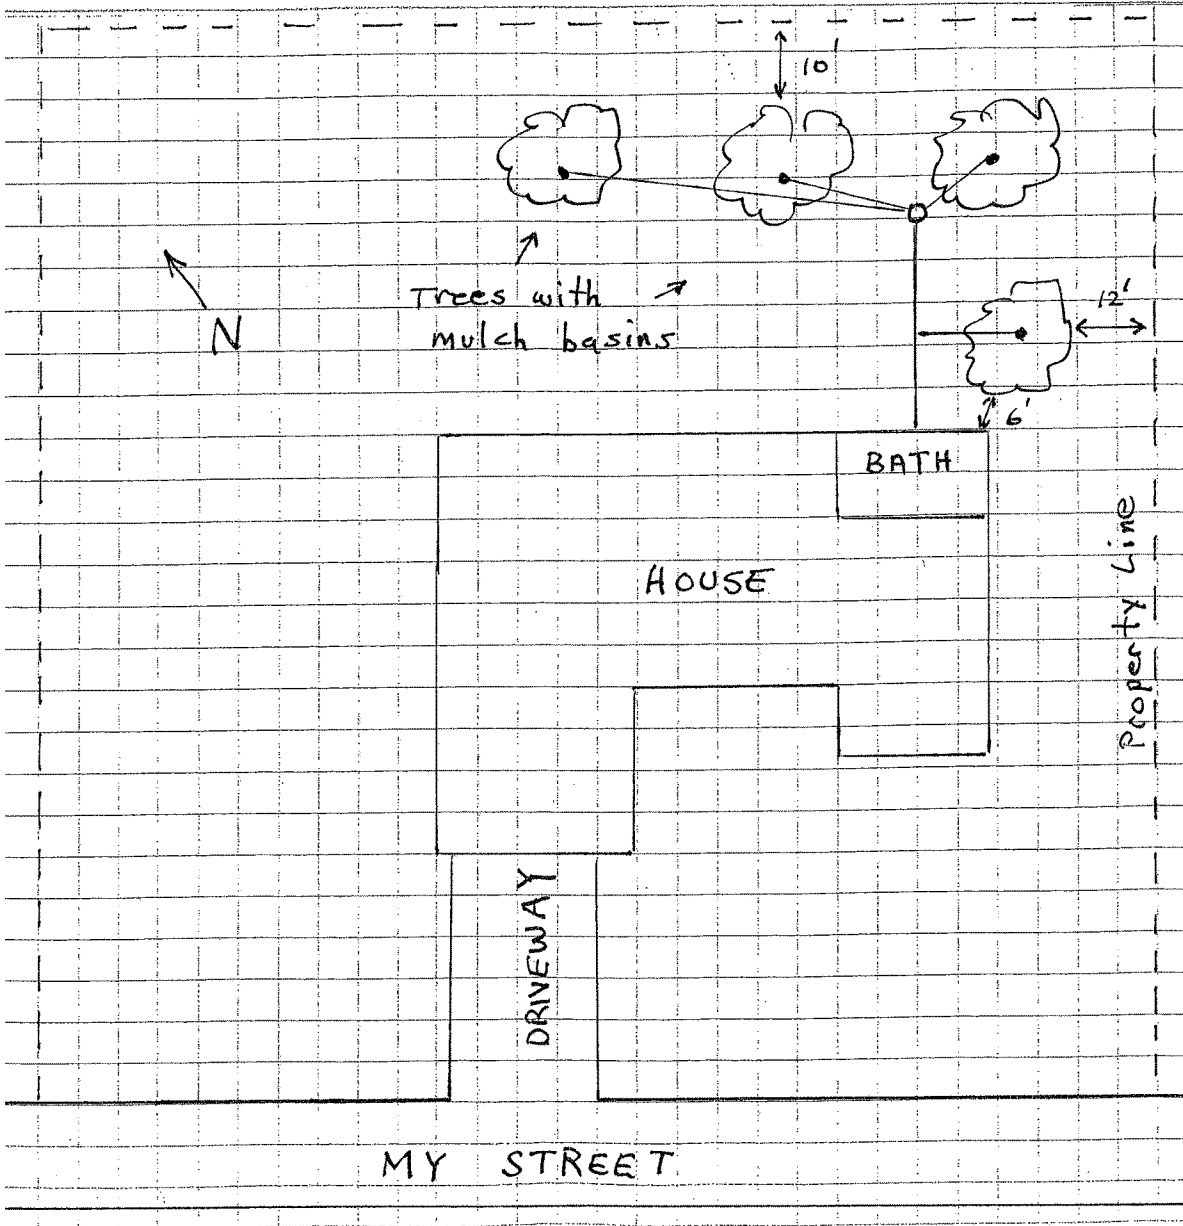 10'
Trees with
mulch basins
N
12'
6'
BATH
HOUSE
Property Line
DRIVEWAY
MY STREET